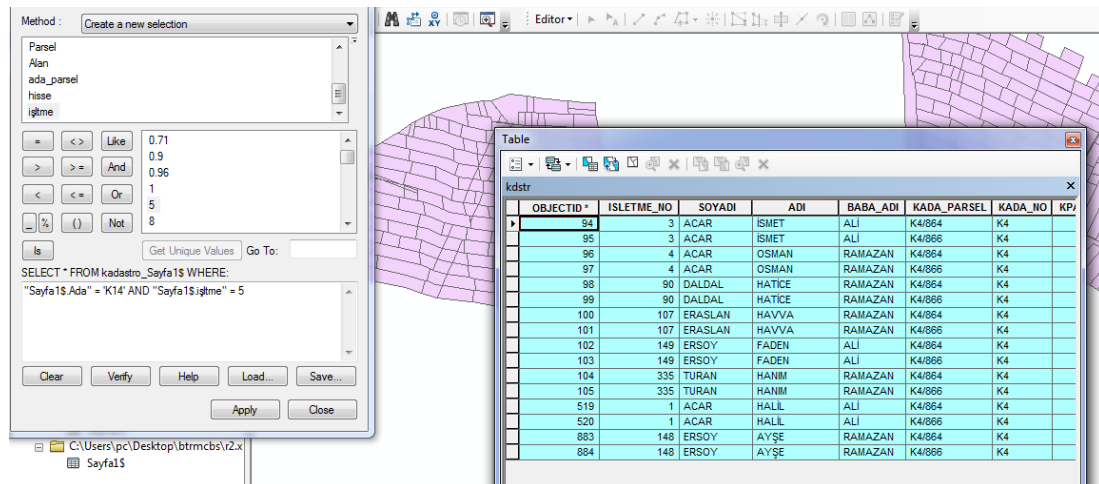 Method : Create a new selection
Editor
Parsel
Alan
ada_parsel
hisse
işltme
= <> Like
> > = And
< < = Or
_ % () Not
0.71
0.9
0.96
1
5
8
Is Get Unique Values Go To:
SELECT * FROM kadastro_Sayfa1$ WHERE:
"Sayfa1$.Ada" = 'K14' AND "Sayfa1$.işltme" = 5
Clear Verify Help Load... Save...
Apply Close
C:\Users\pc\Desktop\btrmcbs\r2.x
Sayfa1$
Table
kdstr
OBJECTID * ISLETME_NO SOYADI ADI BABA_ADI KADA_PARSEL KADA_NO KPA
94 3 ACAR İSMET ALİ K4/864 K4
95 3 ACAR İSMET ALİ K4/866 K4
96 4 ACAR OSMAN RAMAZAN K4/864 K4
97 4 ACAR OSMAN RAMAZAN K4/866 K4
98 90 DALDAL HATİCE RAMAZAN K4/864 K4
99 90 DALDAL HATİCE RAMAZAN K4/866 K4
100 107 ERASLAN HAVVA RAMAZAN K4/864 K4
101 107 ERASLAN HAVVA RAMAZAN K4/866 K4
102 149 ERSOY FADEN ALİ K4/864 K4
103 149 ERSOY FADEN ALİ K4/866 K4
104 335 TURAN HANIM RAMAZAN K4/864 K4
105 335 TURAN HANIM RAMAZAN K4/866 K4
519 1 ACAR HALİL ALİ K4/864 K4
520 1 ACAR HALİL ALİ K4/866 K4
883 148 ERSOY AYŞE RAMAZAN K4/864 K4
884 148 ERSOY AYŞE RAMAZAN K4/866 K4